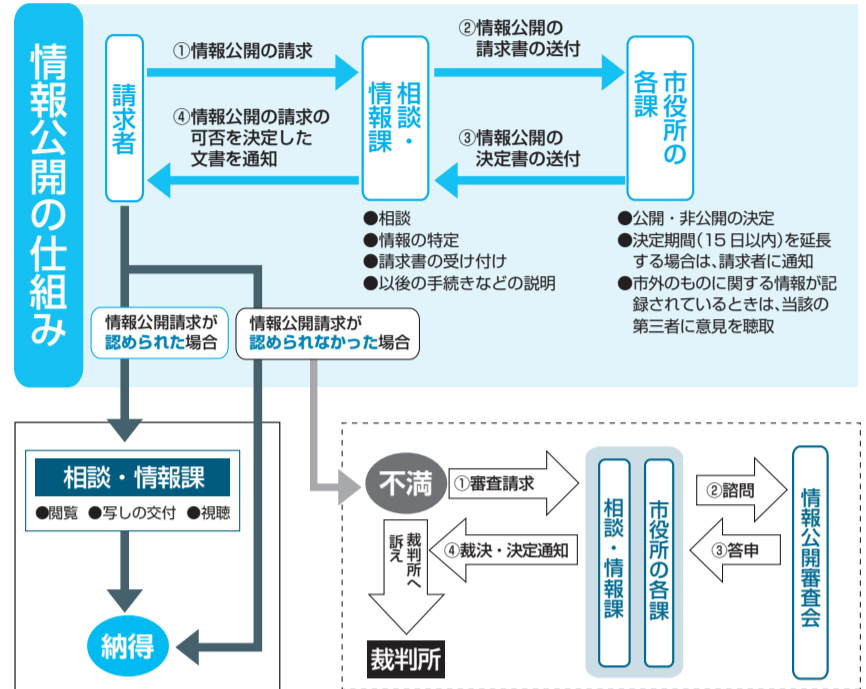 情報公開の仕組み
請求者
①情報公開の請求
④情報公開の請求の
可否を決定した
文書を通知
相談・
情報課
②情報公開の
請求書の送付
③情報公開の
決定書の送付
市役所の
各課
●相談
●情報の特定
●請求書の受け付け
●以後の手続きなどの説明
●公開・非公開の決定
●決定期間(15日以内)を延長
する場合は、請求者に通知
●市外のものに関する情報が記
録されているときは、当該の
第三者に意見を聴取
情報公開請求が
認められた場合
情報公開請求が
認められなかった場合
相談・情報課
●閲覧 ●写しの交付 ●視聴
納得
不満
①審査請求
④裁決・決定通知
裁判所へ
訴え
裁判所
相談・情報課
市役所の各課
②諮問
③答申
情報公開審査会